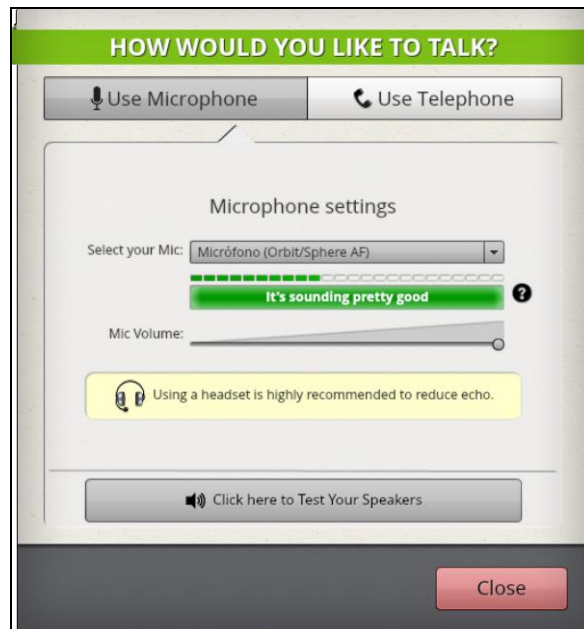 HOW WOULD YOU LIKE TO TALK?
Use Microphone
Use Telephone
Microphone settings
Select your Mic: Micrófono (Orbit/Sphere AF)
It's sounding pretty good
?
Mic Volume:
Using a headset is highly recommended to reduce echo.
Click here to Test Your Speakers
Close